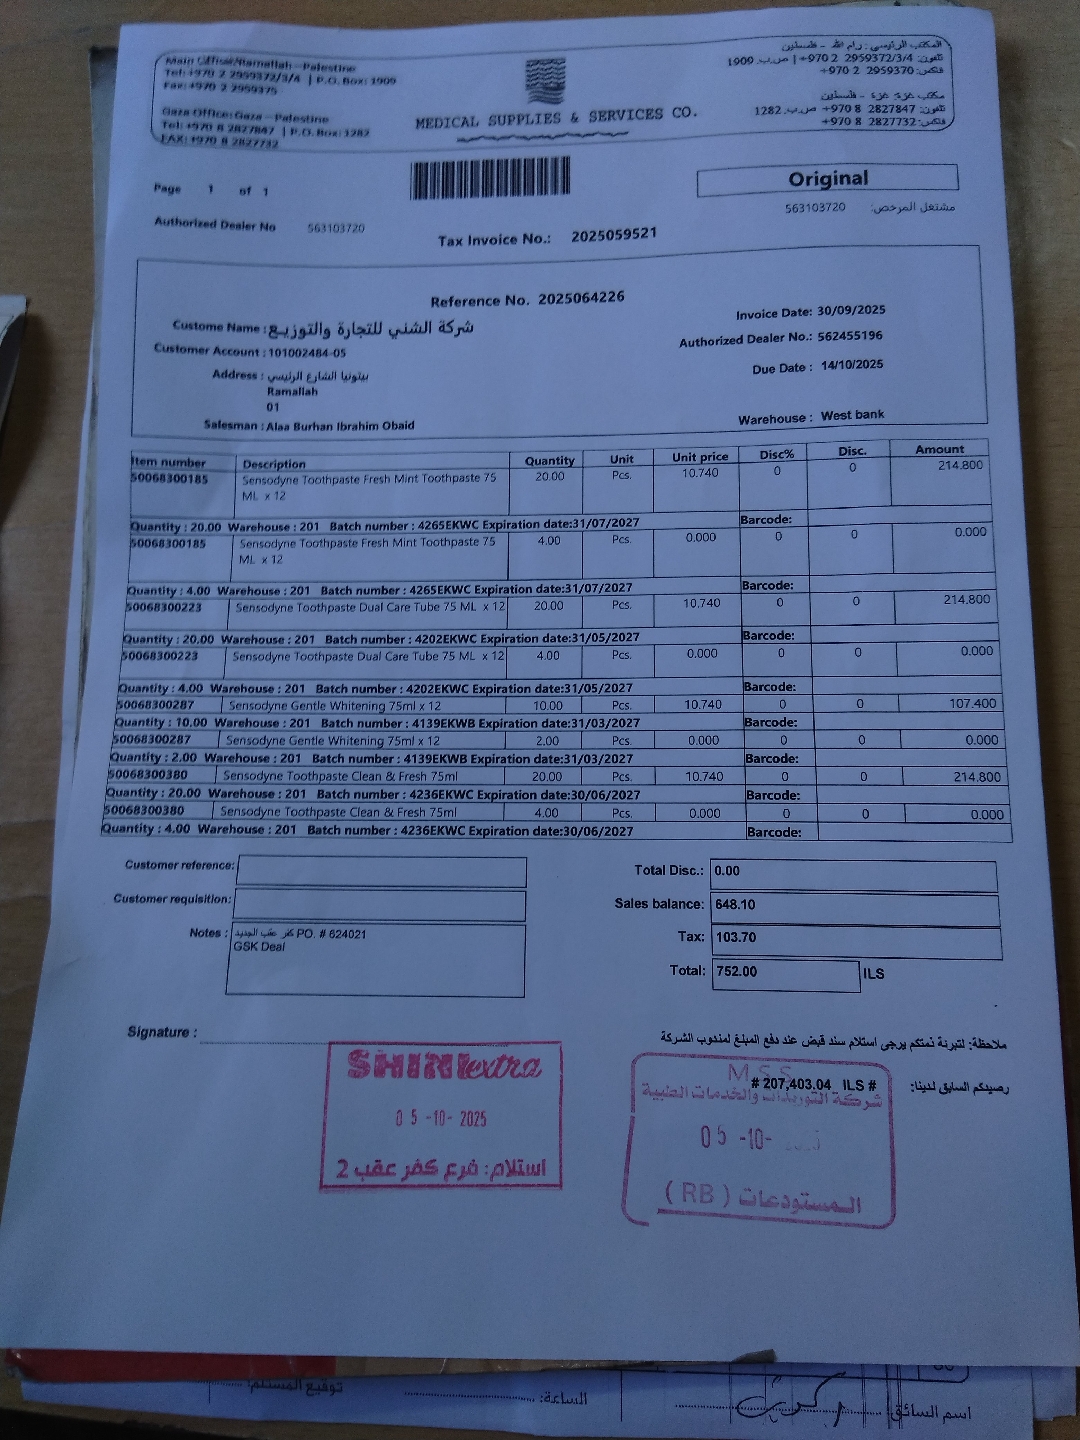 Main Office/Ramallah - Palestine
Tel: +970 2 2959372/3/4 | P.O. Box: 1909
Fax: +970 2 2959375
Gaza Office: Gaza - Palestine
Tel: +970 8 2827847 | P.O. Box: 1282
FAX: +970 8 2827732
MEDICAL SUPPLIES & SERVICES CO.
المكتب الرئيسي: رام الله - فلسطين
تلفون: 2959372/3/4 2 970+ | ص.ب. 1909
فاكس: 2959370 2 970+
مكتب غزة: غزة - فلسطين
تلفون: 2827847 8 970+ ص.ب. 1282
فاكس: 2827732 8 970+
Page 1 of 1
Original
Authorized Dealer No 563103720
مشتغل المرخص: 563103720
Tax Invoice No.: 2025059521
Reference No. 2025064226
Custome Name : شركة الشني للتجارة والتوزيع
Customer Account : 101002484-05
Address : بيتونيا الشارع الرئيسي
Ramallah
01
Salesman : Alaa Burhan Ibrahim Obaid
Invoice Date: 30/09/2025
Authorized Dealer No.: 562455196
Due Date : 14/10/2025
Warehouse : West bank
Item number Description Quantity Unit Unit price Disc% Disc. Amount
50068300185 Sensodyne Toothpaste Fresh Mint Toothpaste 75 20.00 Pcs. 10.740 0 0 214.800
ML x 12
Quantity : 20.00 Warehouse : 201 Batch number : 4265EKWC Expiration date:31/07/2027 Barcode:
50068300185 Sensodyne Toothpaste Fresh Mint Toothpaste 75 4.00 Pcs. 0.000 0 0 0.000
ML x 12
Quantity : 4.00 Warehouse : 201 Batch number : 4265EKWC Expiration date:31/07/2027 Barcode:
50068300223 Sensodyne Toothpaste Dual Care Tube 75 ML x 12 20.00 Pcs. 10.740 0 0 214.800
Quantity : 20.00 Warehouse : 201 Batch number : 4202EKWC Expiration date:31/05/2027 Barcode:
50068300223 Sensodyne Toothpaste Dual Care Tube 75 ML x 12 4.00 Pcs. 0.000 0 0 0.000
Quantity : 4.00 Warehouse : 201 Batch number : 4202EKWC Expiration date:31/05/2027 Barcode:
50068300287 Sensodyne Gentle Whitening 75ml x 12 10.00 Pcs. 10.740 0 0 107.400
Quantity : 10.00 Warehouse : 201 Batch number : 4139EKWB Expiration date:31/03/2027 Barcode:
50068300287 Sensodyne Gentle Whitening 75ml x 12 2.00 Pcs. 0.000 0 0 0.000
Quantity : 2.00 Warehouse : 201 Batch number : 4139EKWB Expiration date:31/03/2027 Barcode:
50068300380 Sensodyne Toothpaste Clean & Fresh 75ml 20.00 Pcs. 10.740 0 0 214.800
Quantity : 20.00 Warehouse : 201 Batch number : 4236EKWC Expiration date:30/06/2027 Barcode:
50068300380 Sensodyne Toothpaste Clean & Fresh 75ml 4.00 Pcs. 0.000 0 0 0.000
Quantity : 4.00 Warehouse : 201 Batch number : 4236EKWC Expiration date:30/06/2027 Barcode:
Customer reference:
Customer requisition:
Notes : كفر عقب الجديد PO. # 624021
GSK Deal
Total Disc.: 0.00
Sales balance: 648.10
Tax: 103.70
Total: 752.00 ILS
Signature :
ملاحظة: لتبرئة ذمتكم يرجى استلام سند قبض عند دفع المبلغ لمندوب الشركة
رصيدكم السابق لدينا: # 207,403.04 ILS #
SHINI extra
05 -10- 2025
استلام: فرع كفر عقب 2
M.S.S
شركة التوريدات والخدمات الطبية
05 -10-
المستودعات ( RB )
توقيع المستلم:
الساعة:
اسم السائق